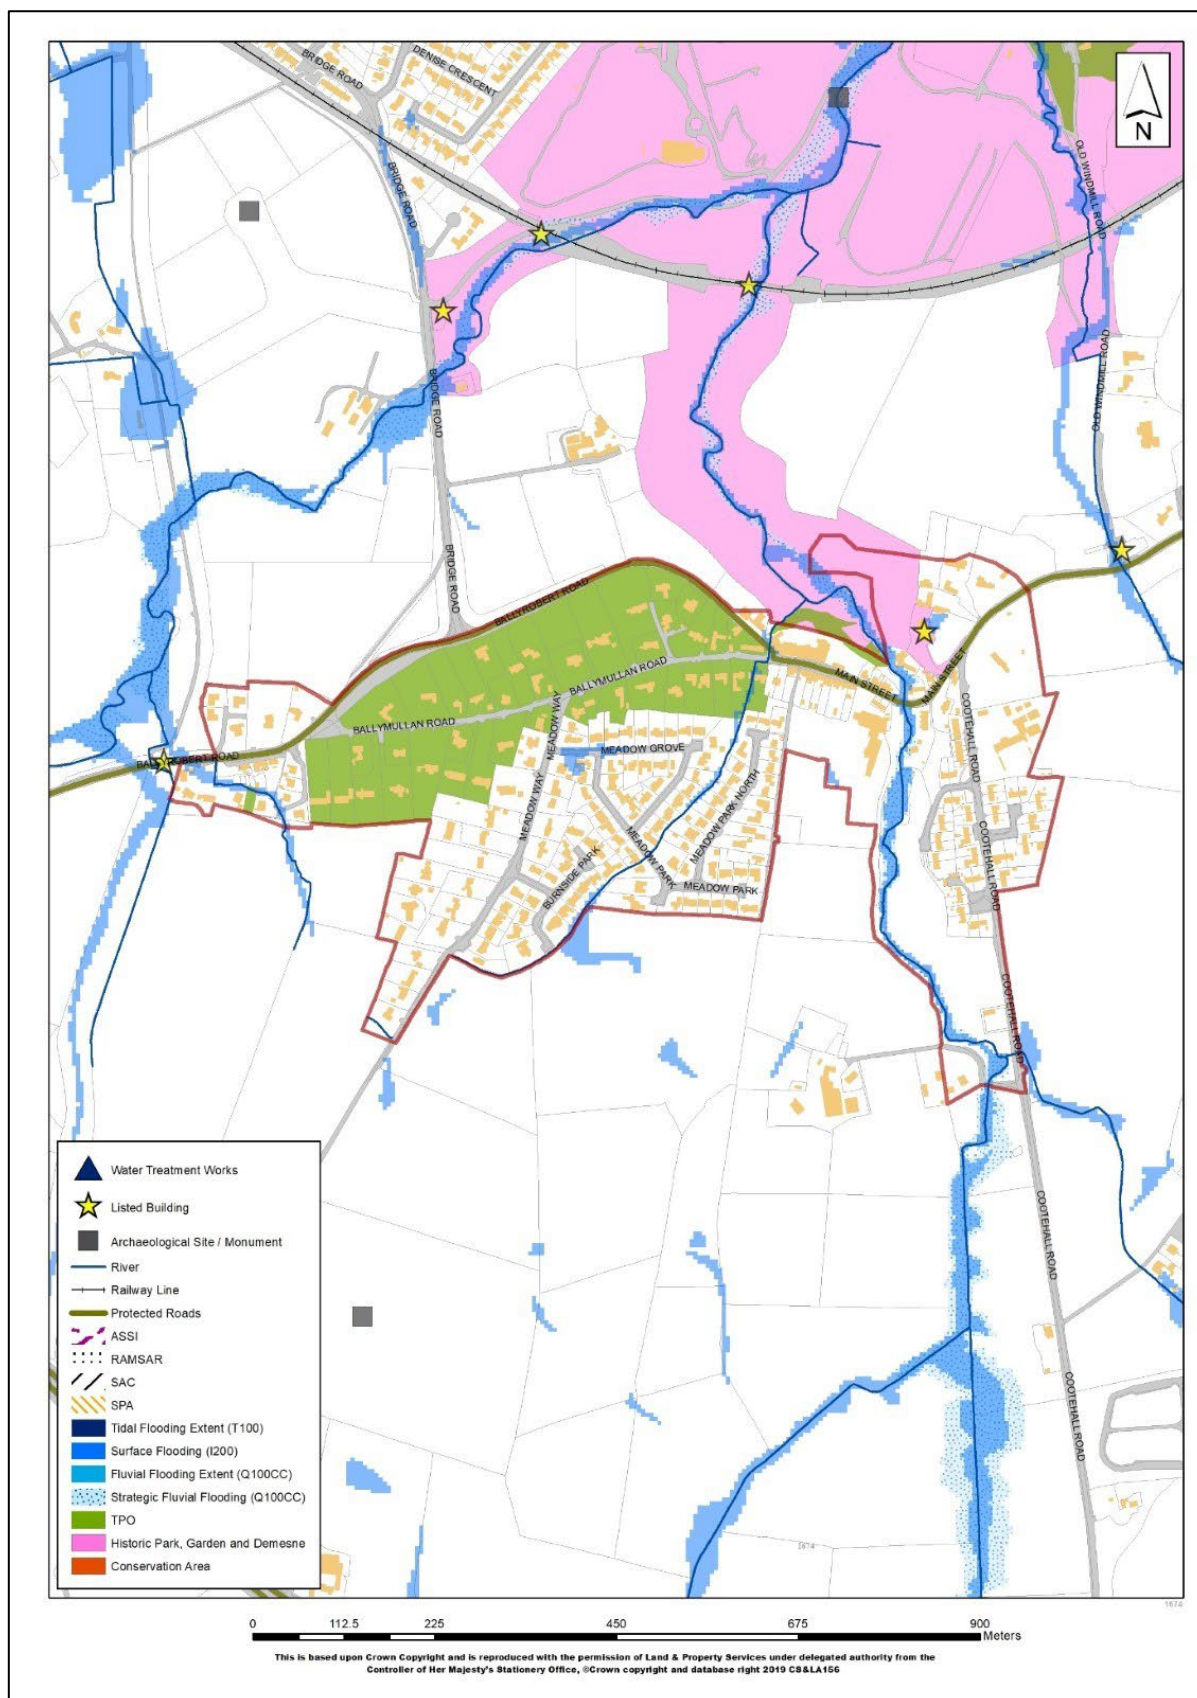 BRIDGE ROAD
DENISE CRESCENT
N
BRIDGE ROAD
OLD WINDMILL ROAD
OLD WINDMILL ROAD
BRIDGE ROAD
BRIDGE ROAD
BALLYROBERT ROAD
BALLYMULLAN ROAD
BALLYMULLAN ROAD
MAIN STREET
MAIN STREET
BALLYROBERT ROAD
MEADOW WAY
MEADOW GROVE
MEADOW WAY
MEADOW PARK NORTH
MEADOW PARK
MEADOW PARK
BURNSIDE PARK
COOTEHALL ROAD
COOTEHALL ROAD
COOTEHALL ROAD
COOTEHALL ROAD
COOTEHALL ROAD
Water Treatment Works
Listed Building
Archaeological Site / Monument
River
Railway Line
Protected Roads
ASSI
RAMSAR
SAC
SPA
Tidal Flooding Extent (T100)
Surface Flooding (I200)
Fluvial Flooding Extent (Q100CC)
Strategic Fluvial Flooding (Q100CC)
TPO
Historic Park, Garden and Demesne
Conservation Area
1674
1674
0 112.5 225 450 675 900
Meters
This is based upon Crown Copyright and is reproduced with the permission of Land & Property Services under delegated authority from the
Controller of Her Majesty's Stationery Office, ©Crown copyright and database right 2019 CS&LA156